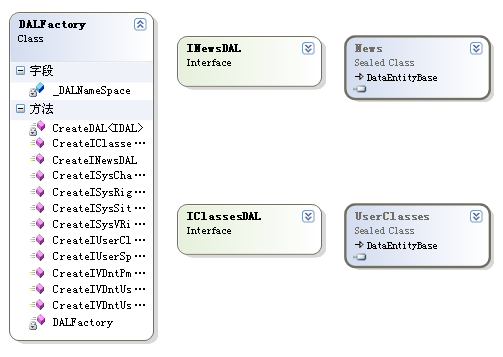 DALFactory
Class
字段
_DALNameSpace
方法
CreateDAL<IDAL>
CreateIClasse…
CreateINewsDAL
CreateISysCha…
CreateISysRig…
CreateISysSit…
CreateISysVRi…
CreateIUserCl…
CreateIUserSp…
CreateIVDntPm…
CreateIVDntUs…
CreateIVDntUs…
DALFactory
INewsDAL
Interface
News
Sealed Class
DataEntityBase
IClassesDAL
Interface
UserClasses
Sealed Class
DataEntityBase